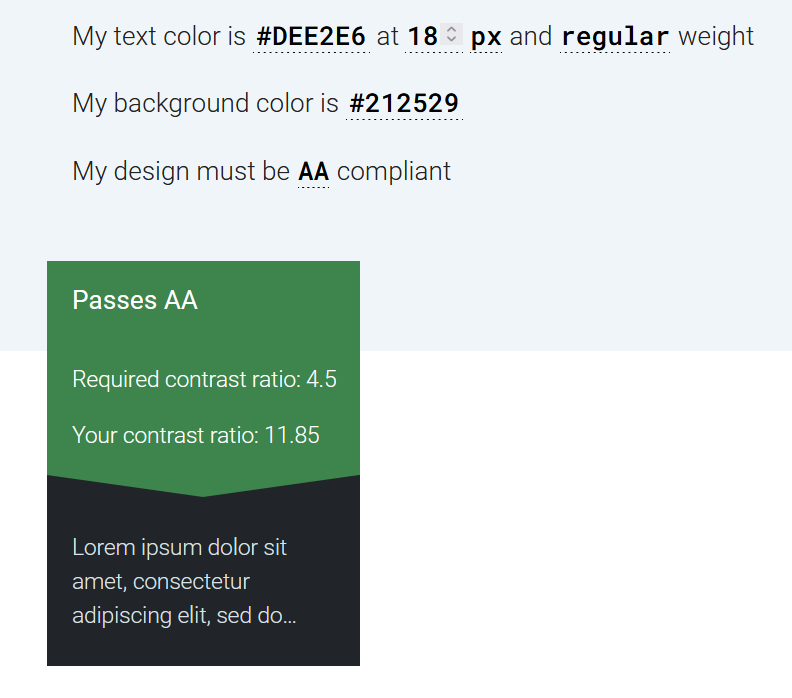 My text color is #DEE2E6 at 18 px and regular weight
My background color is #212529
My design must be AA compliant
Passes AA
Required contrast ratio: 4.5
Your contrast ratio: 11.85
Lorem ipsum dolor sit
amet, consectetur
adipiscing elit, sed do...